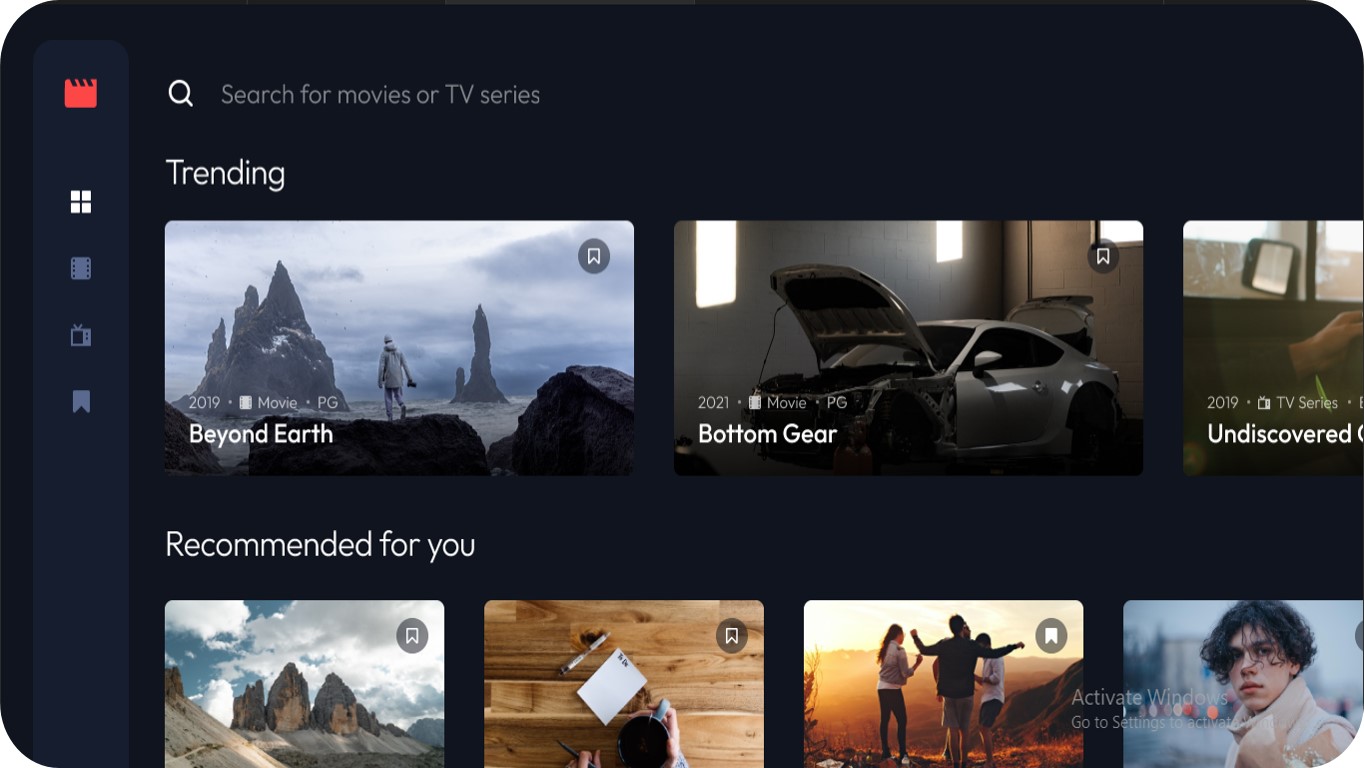 Search for movies or TV series
Trending
2019 • Movie • PG
Beyond Earth
2021 • Movie • PG
Bottom Gear
2019 • TV Series •
Undiscovered
Recommended for you
Activate Windows
Go to Settings to activate